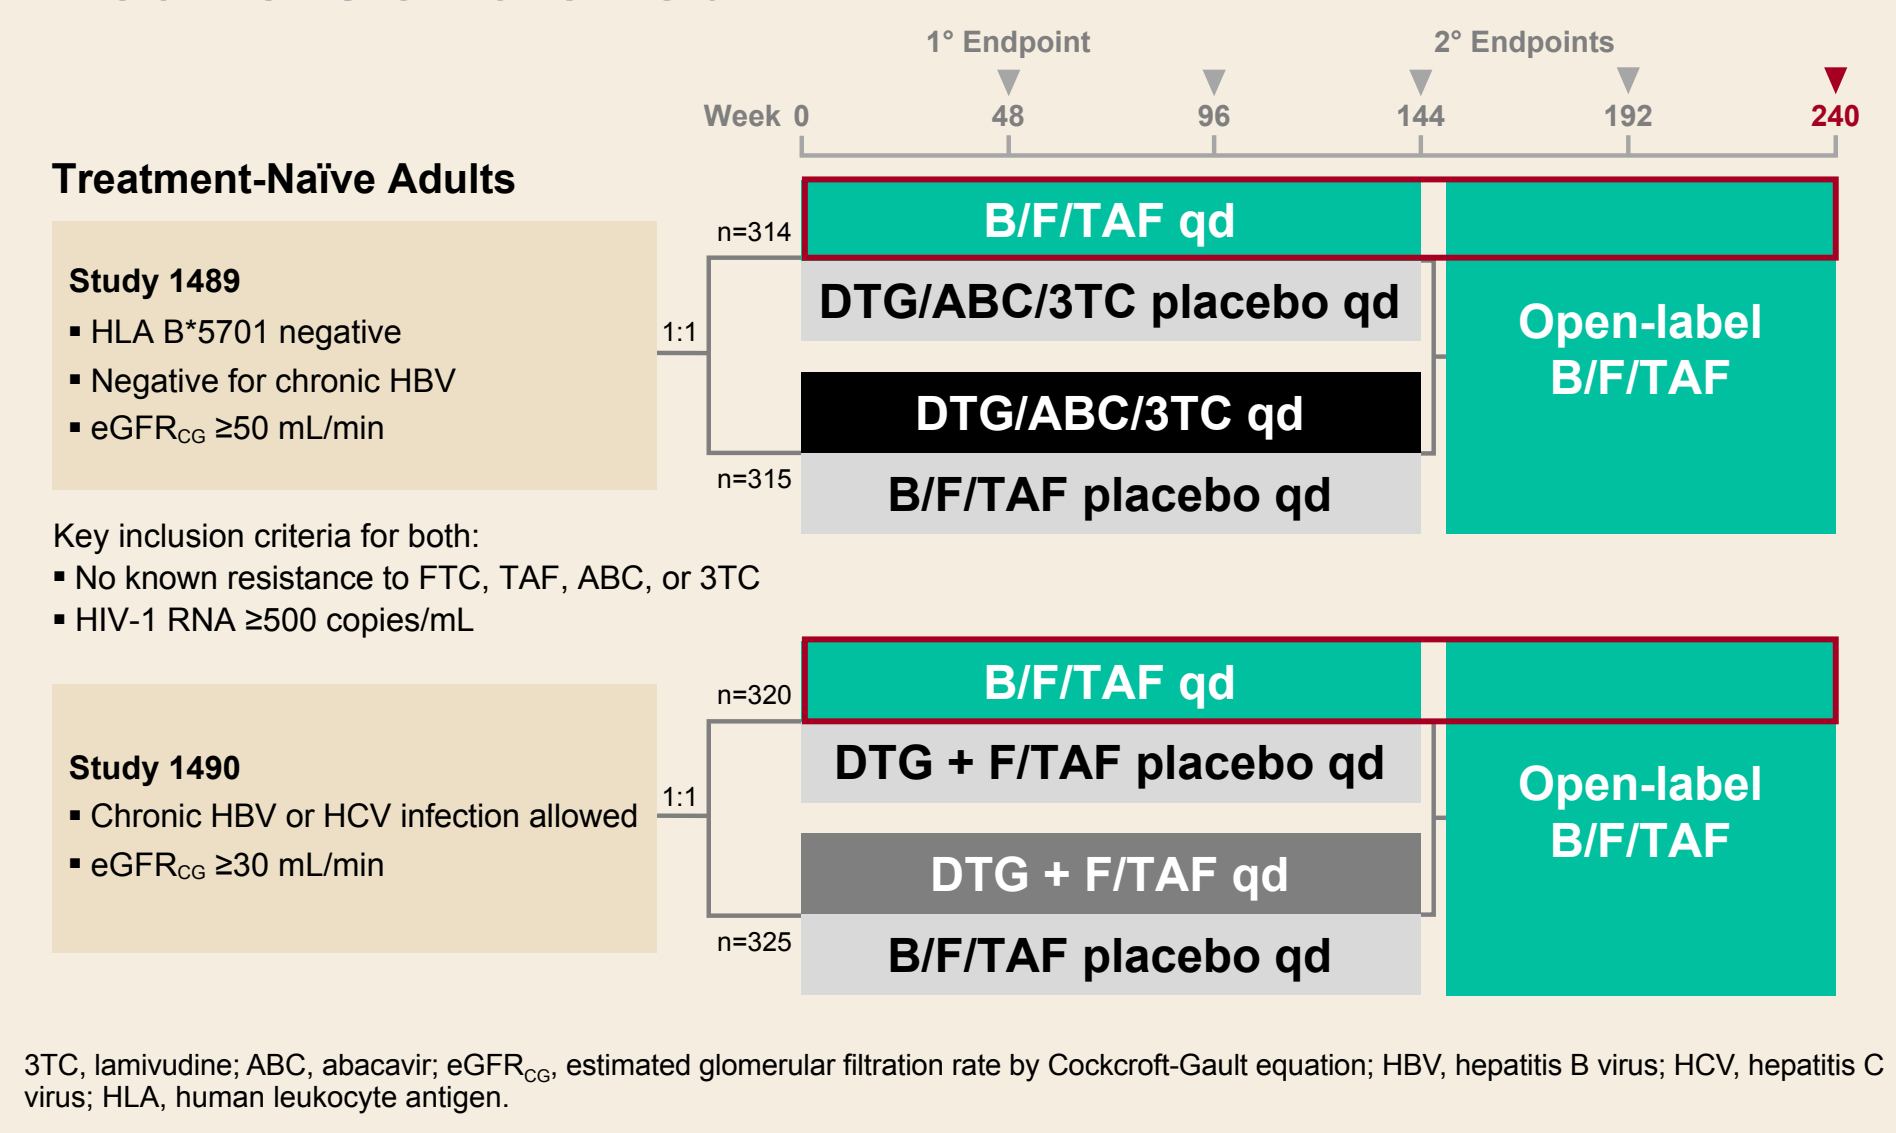 1° Endpoint 2° Endpoints
Week 0 48 96 144 192 240
Treatment-Naïve Adults
Study 1489
▪ HLA B*5701 negative
▪ Negative for chronic HBV
▪ eGFRCG ≥50 mL/min
1:1
n=314
n=315
B/F/TAF qd
DTG/ABC/3TC placebo qd
DTG/ABC/3TC qd
B/F/TAF placebo qd
Open-label
B/F/TAF
Key inclusion criteria for both:
▪ No known resistance to FTC, TAF, ABC, or 3TC
▪ HIV-1 RNA ≥500 copies/mL
Study 1490
▪ Chronic HBV or HCV infection allowed
▪ eGFRCG ≥30 mL/min
1:1
n=320
n=325
B/F/TAF qd
DTG + F/TAF placebo qd
DTG + F/TAF qd
B/F/TAF placebo qd
Open-label
B/F/TAF
3TC, lamivudine; ABC, abacavir; eGFRCG, estimated glomerular filtration rate by Cockcroft-Gault equation; HBV, hepatitis B virus; HCV, hepatitis C
virus; HLA, human leukocyte antigen.